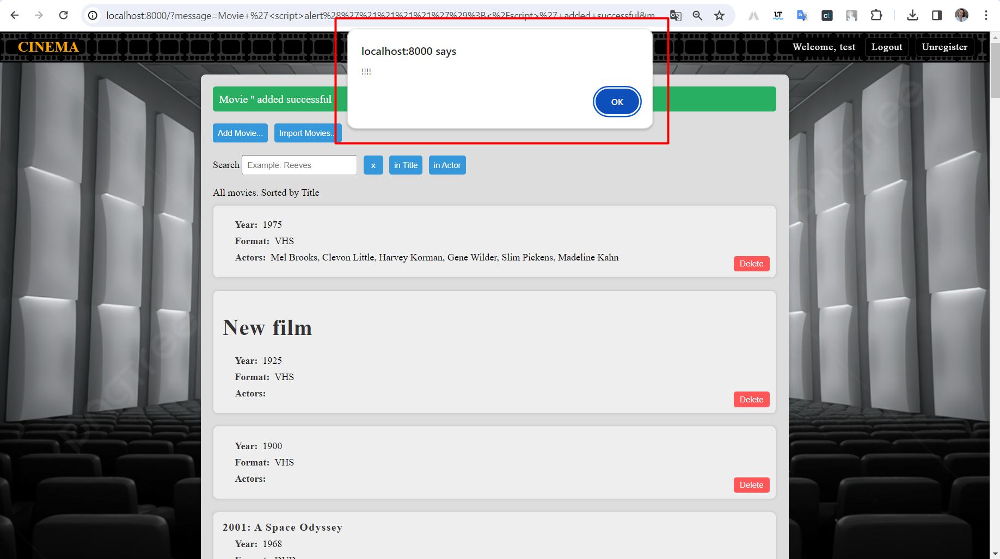 localhost:8000/?message=Movie+%27<script>alert%28%27%21%21%21%21%27%29%3B<%2Fscript>%27+added+successful&m
CINEMA
Welcome, test
Logout
Unregister
localhost:8000 says
!!!!
OK
Movie '' added successful
Add Movie...
Import Movies..
Search
Example: Reeves
x
in Title
in Actor
All movies. Sorted by Title
Year: 1975
Format: VHS
Actors: Mel Brooks, Clevon Little, Harvey Korman, Gene Wilder, Slim Pickens, Madeline Kahn
Delete
New film
Year: 1925
Format: VHS
Actors:
Delete
Year: 1900
Format: VHS
Actors:
Delete
2001: A Space Odyssey
Year: 1968
Format: DVD
pngtree
pngtree